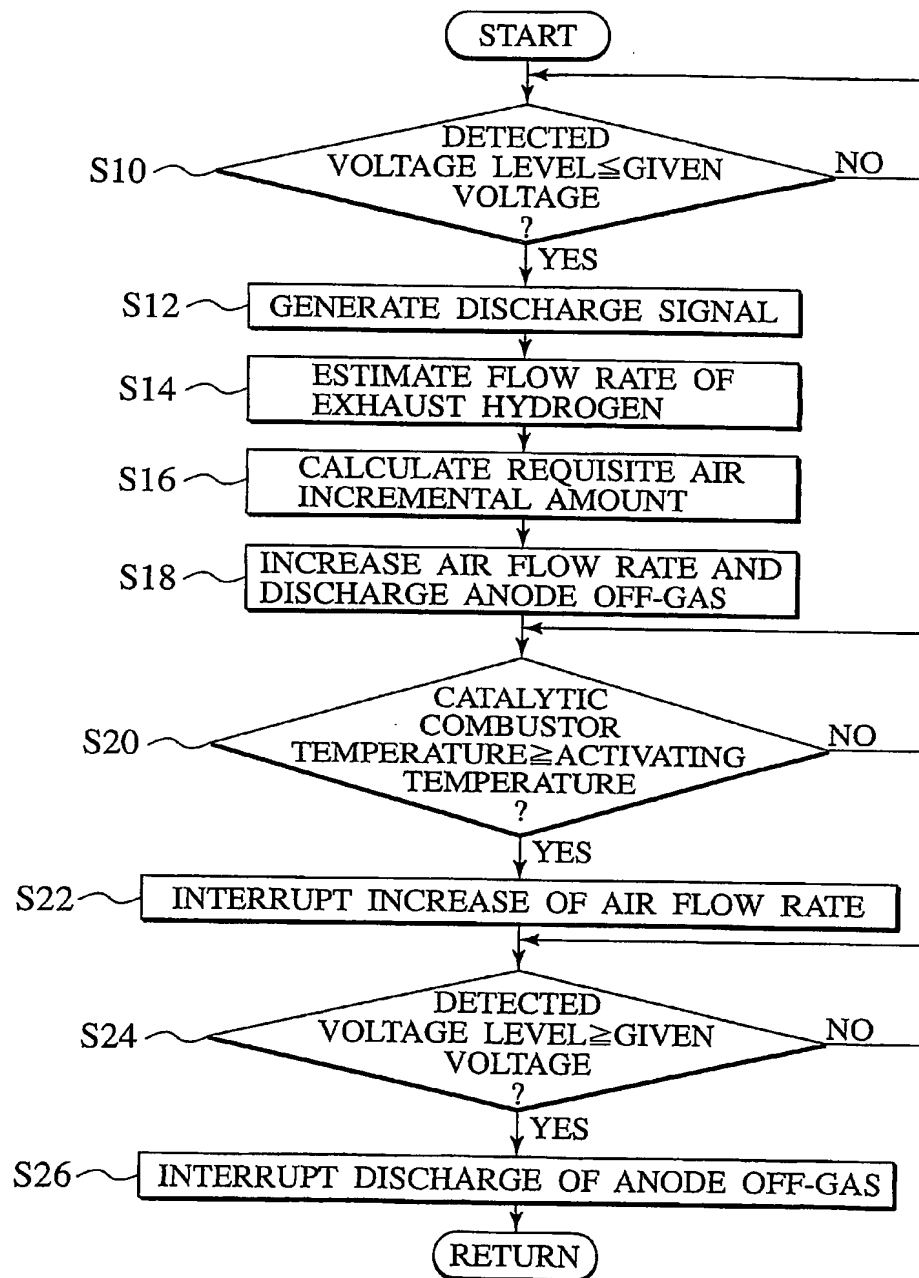 START
DETECTED
VOLTAGE LEVEL≦GIVEN
VOLTAGE
?
S10
NO
YES
S12
GENERATE DISCHARGE SIGNAL
S14
ESTIMATE FLOW RATE OF
EXHAUST HYDROGEN
S16
CALCULATE REQUISITE AIR
INCREMENTAL AMOUNT
S18
INCREASE AIR FLOW RATE AND
DISCHARGE ANODE OFF-GAS
CATALYTIC
COMBUSTOR
TEMPERATURE≧ACTIVATING
TEMPERATURE
?
S20
NO
YES
S22
INTERRUPT INCREASE OF AIR FLOW RATE
DETECTED
VOLTAGE LEVEL≧GIVEN
VOLTAGE
?
S24
NO
YES
S26
INTERRUPT DISCHARGE OF ANODE OFF-GAS
RETURN